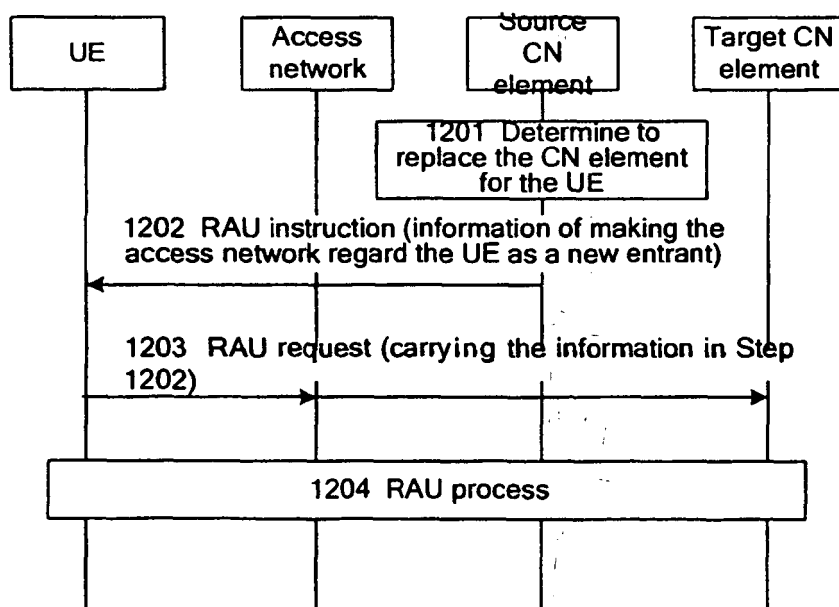 UE
Access
network
Source
CN
element
Target CN
element
1201 Determine to
replace the CN element
for the UE
1202 RAU instruction (information of making the
access network regard the UE as a new entrant)
1203 RAU request (carrying the information in Step
1202)
1204 RAU process